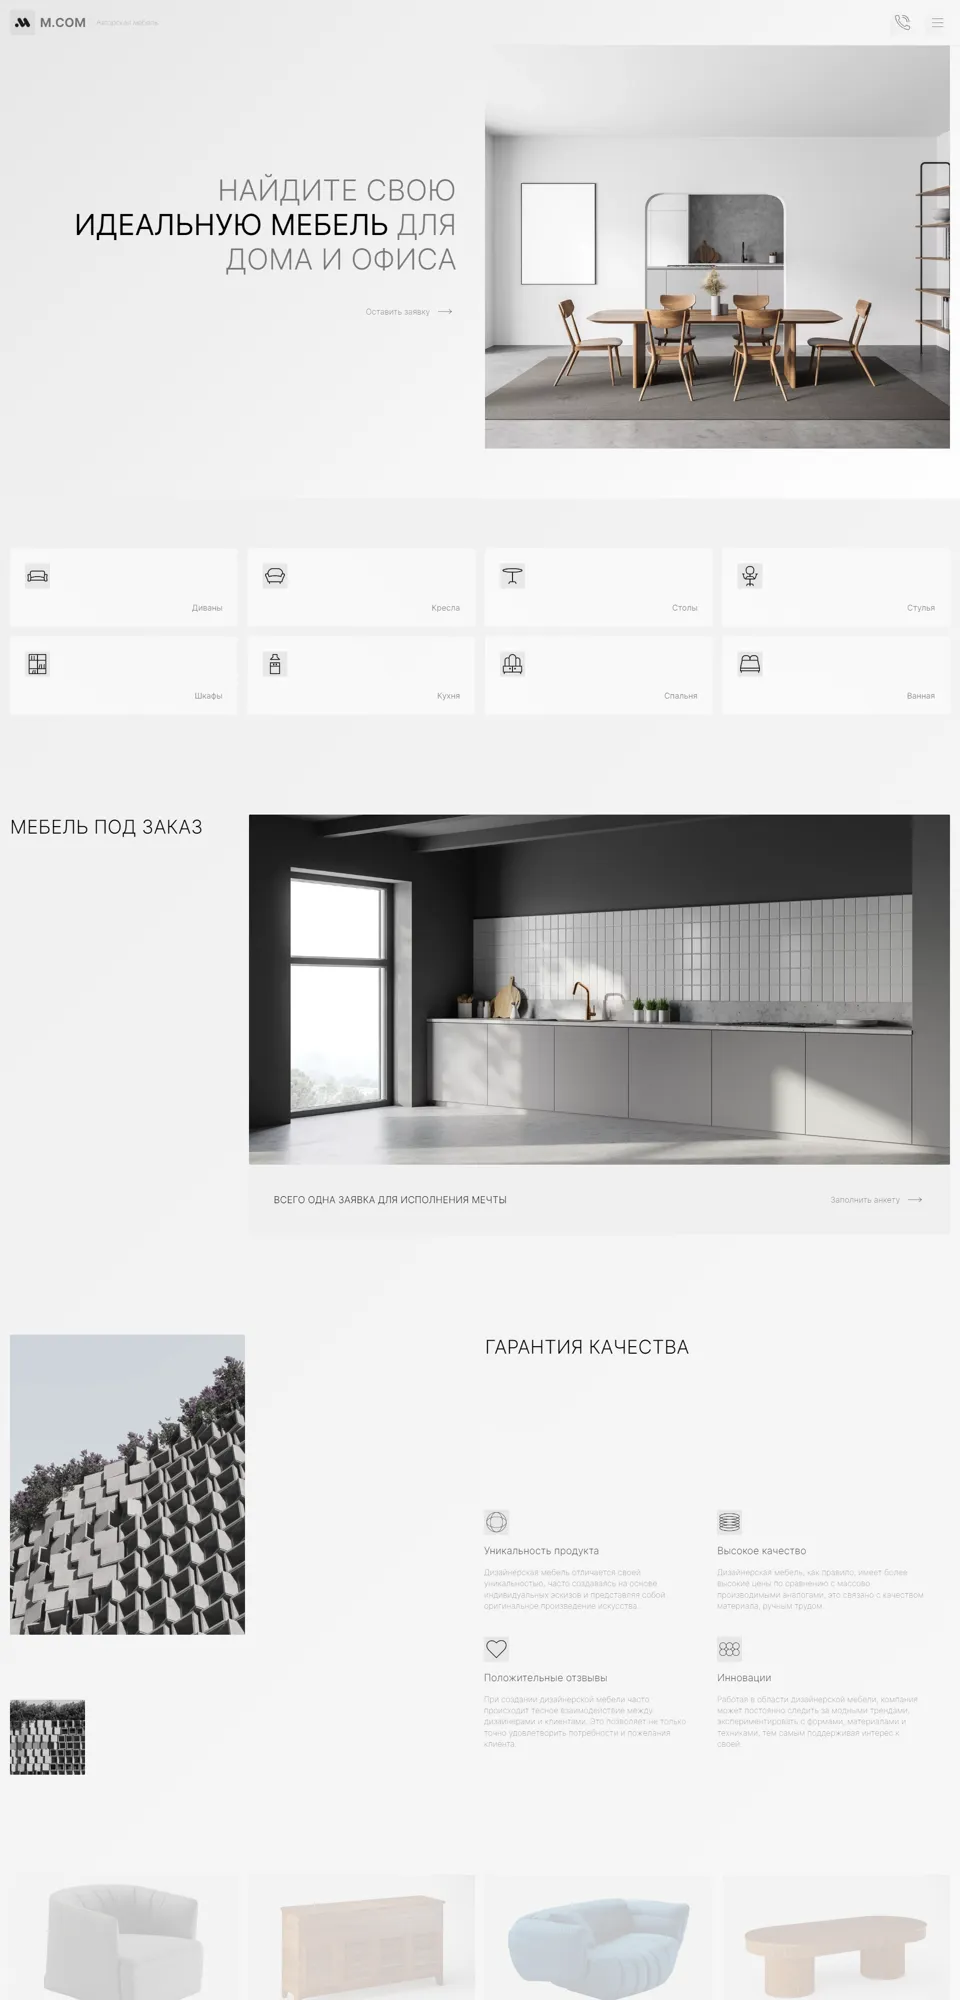 M.COM
Авторская мебель
НАЙДИТЕ СВОЮ
ИДЕАЛЬНУЮ МЕБЕЛЬ ДЛЯ
ДОМА И ОФИСА
Оставить заявку
Диваны
Кресла
Столы
Стулья
Шкафы
Кухня
Спальня
Ванная
МЕБЕЛЬ ПОД ЗАКАЗ
ВСЕГО ОДНА ЗАЯВКА ДЛЯ ИСПОЛНЕНИЯ МЕЧТЫ
Заполнить анкету
ГАРАНТИЯ КАЧЕСТВА
Уникальность продукта
Дизайнерская мебель отличается своей
уникальностью, часто создаваясь на основе
индивидуальных эскизов и представляя собой
оригинальное произведение искусства.
Высокое качество
Дизайнерская мебель, как правило, имеет более
высокие цены по сравнению с массово
производимыми аналогами, это связано с качеством
материала, ручным трудом.
Положительные отзвывы
При создании дизайнерской мебели часто
происходит тесное взаимодействие между
дизайнерами и клиентами. Это позволяет не только
точно удовлетворить потребности и пожелания
клиента.
Инновации
Работая в области дизайнерской мебели, компания
может постоянно следить за модными трендами,
экспериментировать с формами, материалами и
техниками, тем самым поддерживая интерес к
своей